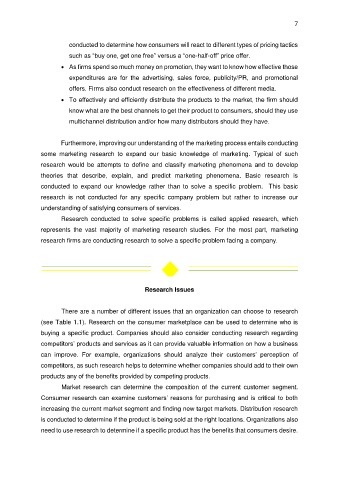 7
conducted to determine how consumers will react to different types of pricing tactics
such as “buy one, get one free” versus a “one-half-off” price offer.
• As firms spend so much money on promotion, they want to know how effective those
expenditures are for the advertising, sales force, publicity/PR, and promotional
offers. Firms also conduct research on the effectiveness of different media.
• To effectively and efficiently distribute the products to the market; the firm should
know what are the best channels to get their product to consumers, should they use
multichannel distribution and/or how many distributors should they have.
Furthermore, improving our understanding of the marketing process entails conducting
some marketing research to expand our basic knowledge of marketing. Typical of such
research would be attempts to define and classify marketing phenomena and to develop
theories that describe, explain, and predict marketing phenomena. Basic research is
conducted to expand our knowledge rather than to solve a specific problem. This basic
research is not conducted for any specific company problem but rather to increase our
understanding of satisfying consumers of services.
Research conducted to solve specific problems is called applied research, which
represents the vast majority of marketing research studies. For the most part, marketing
research firms are conducting research to solve a specific problem facing a company.
Research Issues
There are a number of different issues that an organization can choose to research
(see Table 1.1). Research on the consumer marketplace can be used to determine who is
buying a specific product. Companies should also consider conducting research regarding
competitors’ products and services as it can provide valuable information on how a business
can improve. For example, organizations should analyze their customers’ perception of
competitors, as such research helps to determine whether companies should add to their own
products any of the benefits provided by competing products.
Market research can determine the composition of the current customer segment.
Consumer research can examine customers’ reasons for purchasing and is critical to both
increasing the current market segment and finding new target markets. Distribution research
is conducted to determine if the product is being sold at the right locations. Organizations also
need to use research to determine if a specific product has the benefits that consumers desire.